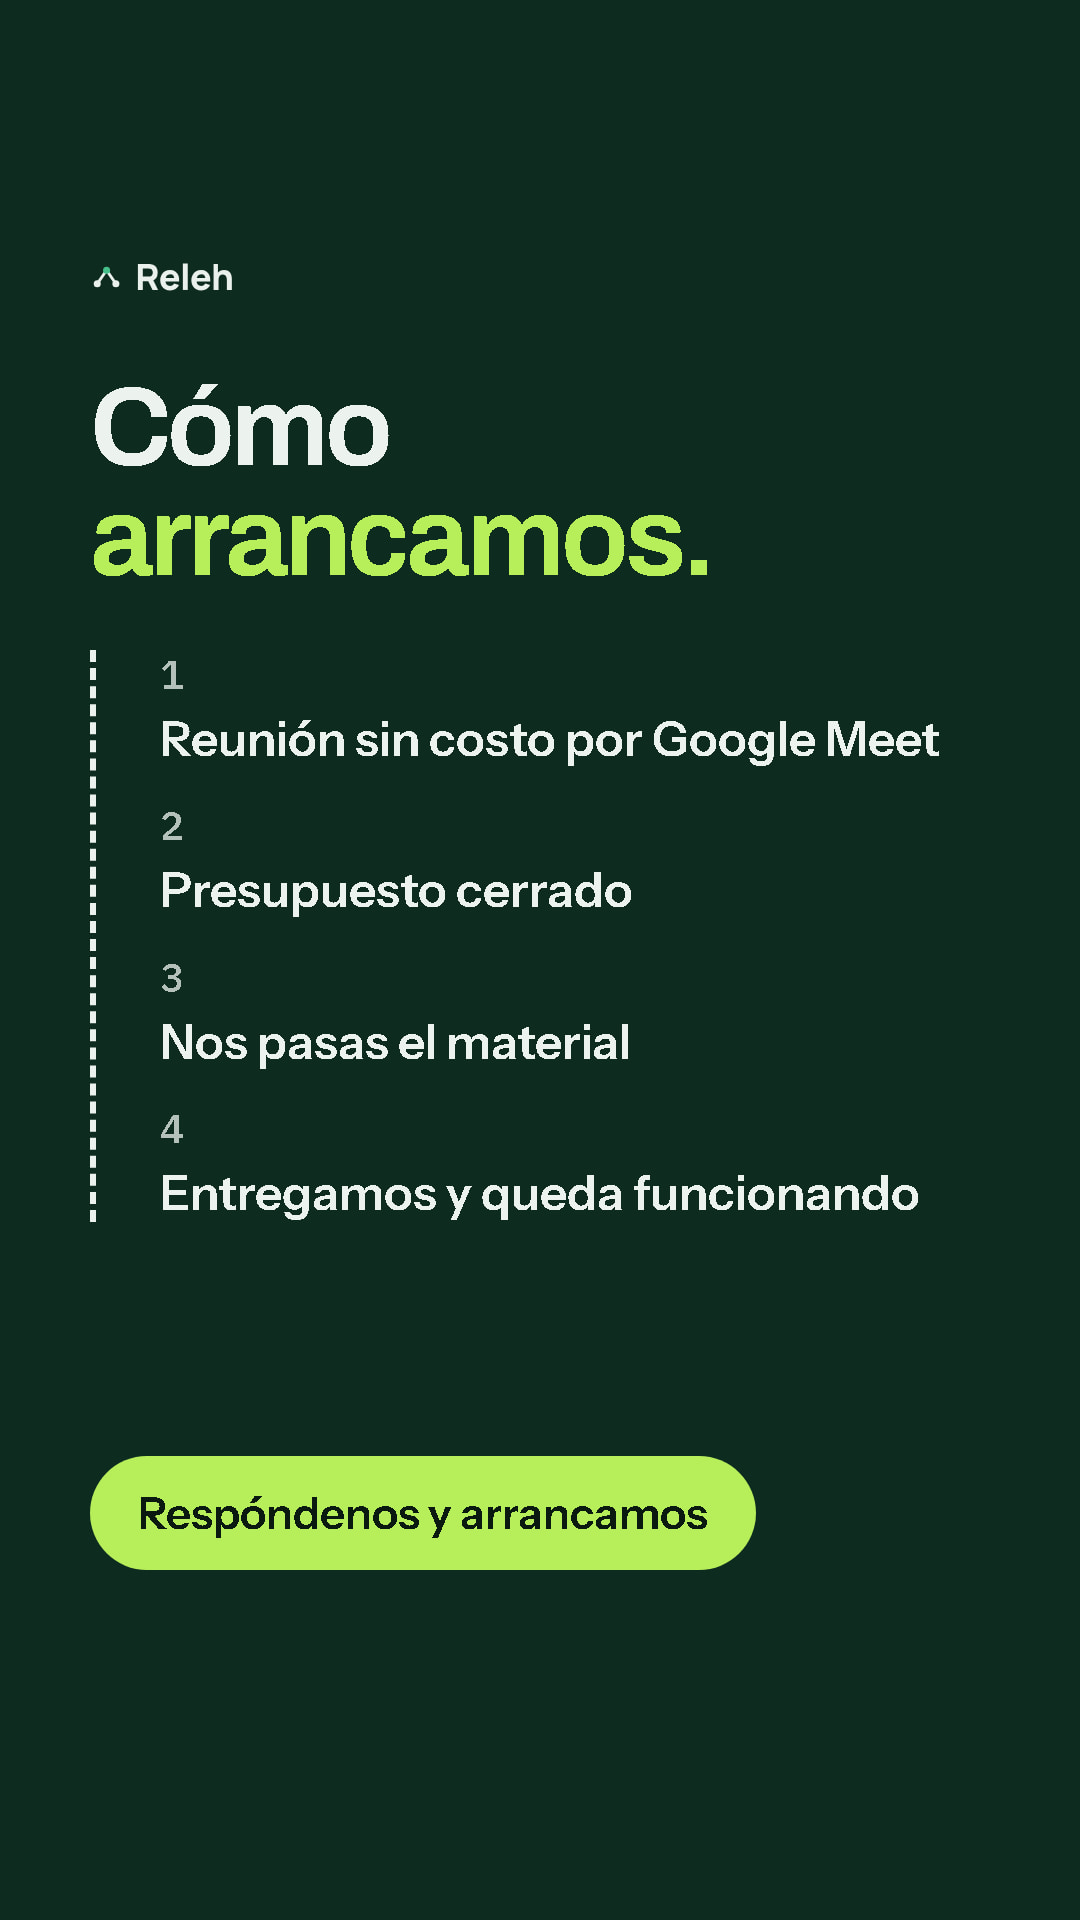 Releh
Cómo
arrancamos.
1
Reunión sin costo por Google Meet
2
Presupuesto cerrado
3
Nos pasas el material
4
Entregamos y queda funcionando
Respóndenos y arrancamos